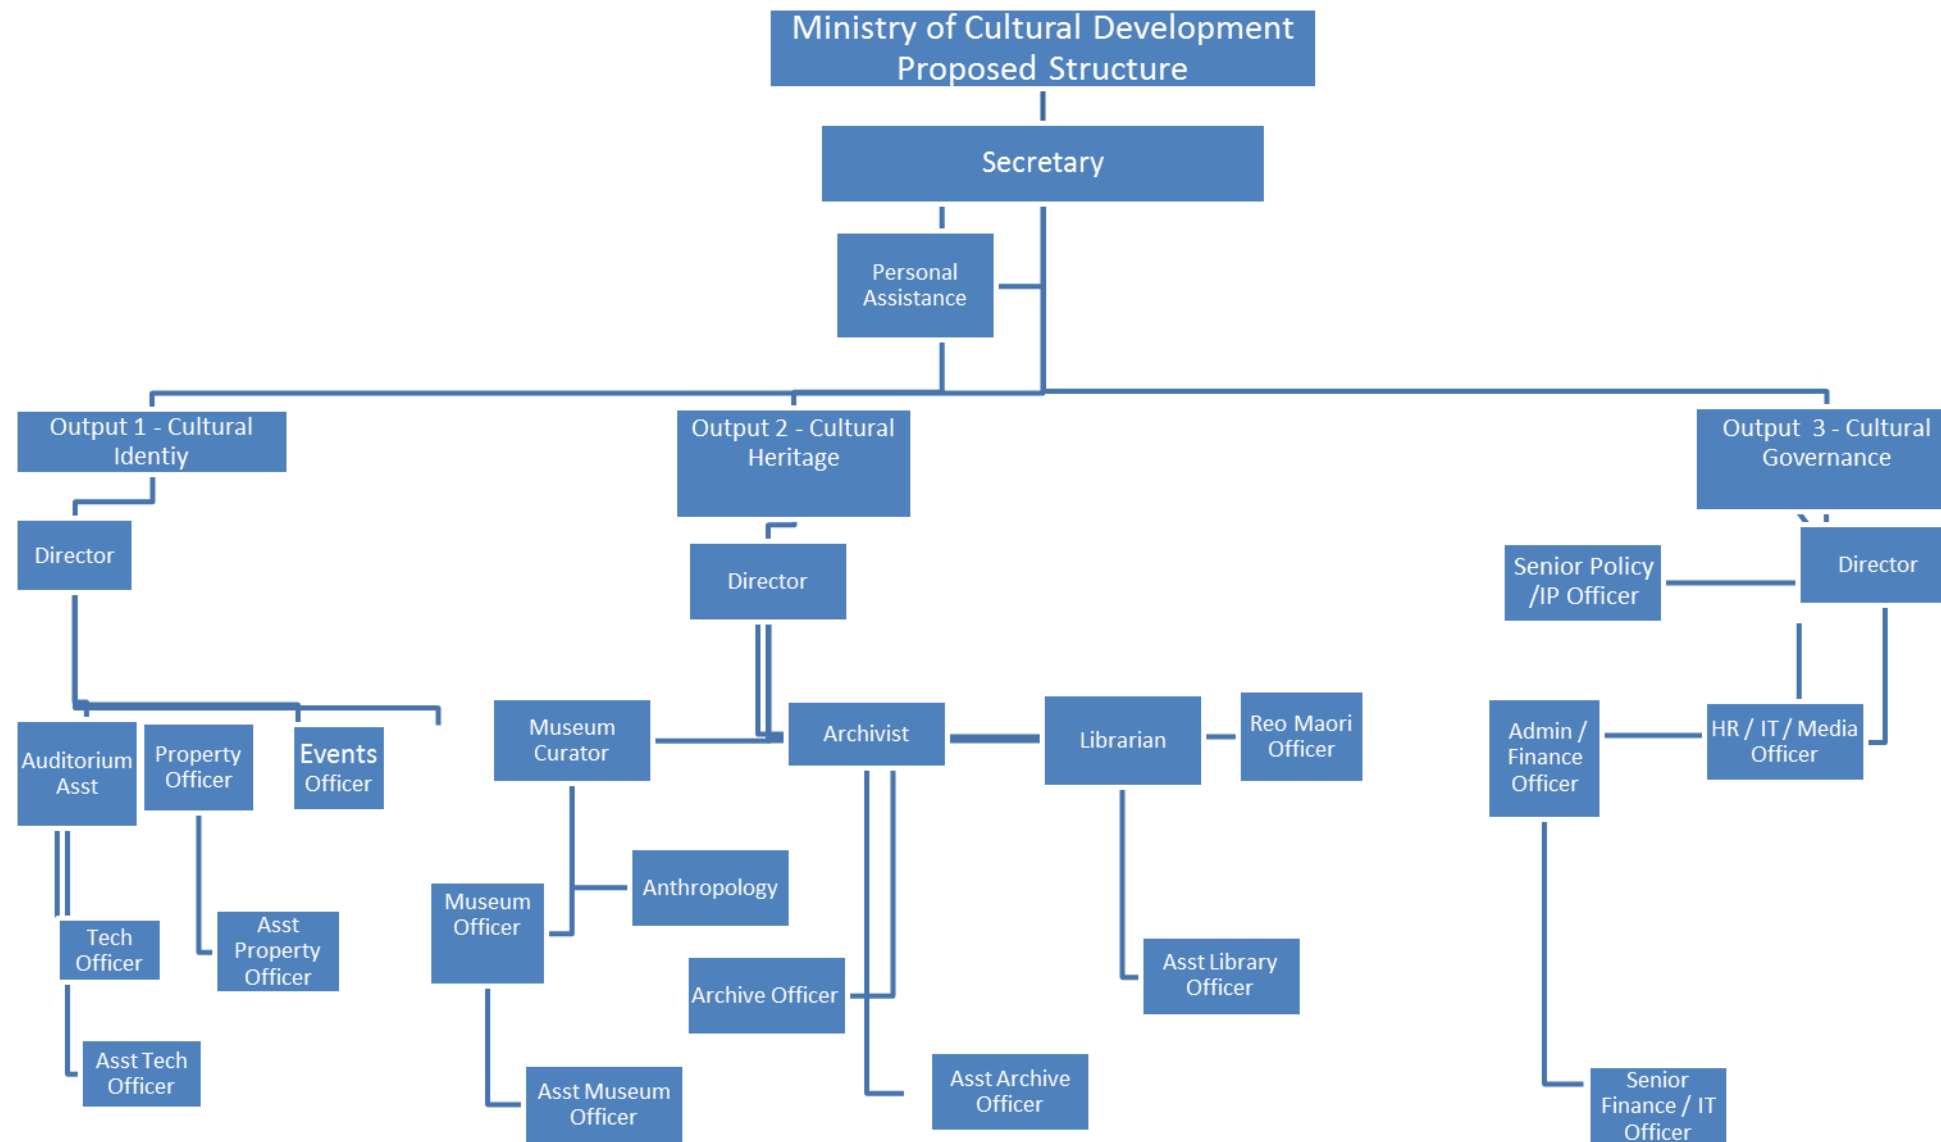 Ministry of Cultural Development
Proposed Structure
Secretary
Personal
Assistance
Output 1 - Cultural
Identiy
Output 2 - Cultural
Heritage
Output 3 - Cultural
Governance
Director
Director
Senior Policy
/IP Officer
Director
Auditorium
Asst
Property
Officer
Events
Officer
Museum
Curator
Archivist
Librarian
Reo Maori
Officer
Admin /
Finance
Officer
HR / IT / Media
Officer
Tech
Officer
Asst
Property
Officer
Museum
Officer
Anthropology
Archive Officer
Asst Library
Officer
Asst Tech
Officer
Asst Museum
Officer
Asst Archive
Officer
Senior
Finance / IT
Officer